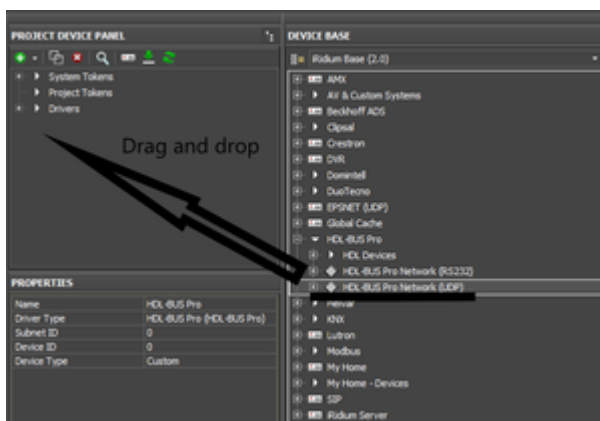 PROJECT DEVICE PANEL
System Tokens
Project Tokens
Drivers
Drag and drop
PROPERTIES
Name HDL-BUS Pro
Driver Type HDL-BUS Pro (HDL-BUS Pro)
Subnet ID 0
Device ID 0
Device Type Custom
DEVICE BASE
iRidium Base (2.0)
AMX
AV & Custom Systems
Beckhoff ADS
Clipsal
Crestron
DVR
Domintell
DuoTecno
EPSNET (UDP)
Global Cache
HDL-BUS Pro
HDL Devices
HDL-BUS Pro Network (RS232)
HDL-BUS Pro Network (UDP)
Helvar
KNX
Lutron
Modbus
My Home
My Home - Devices
SIP
iRidium Server